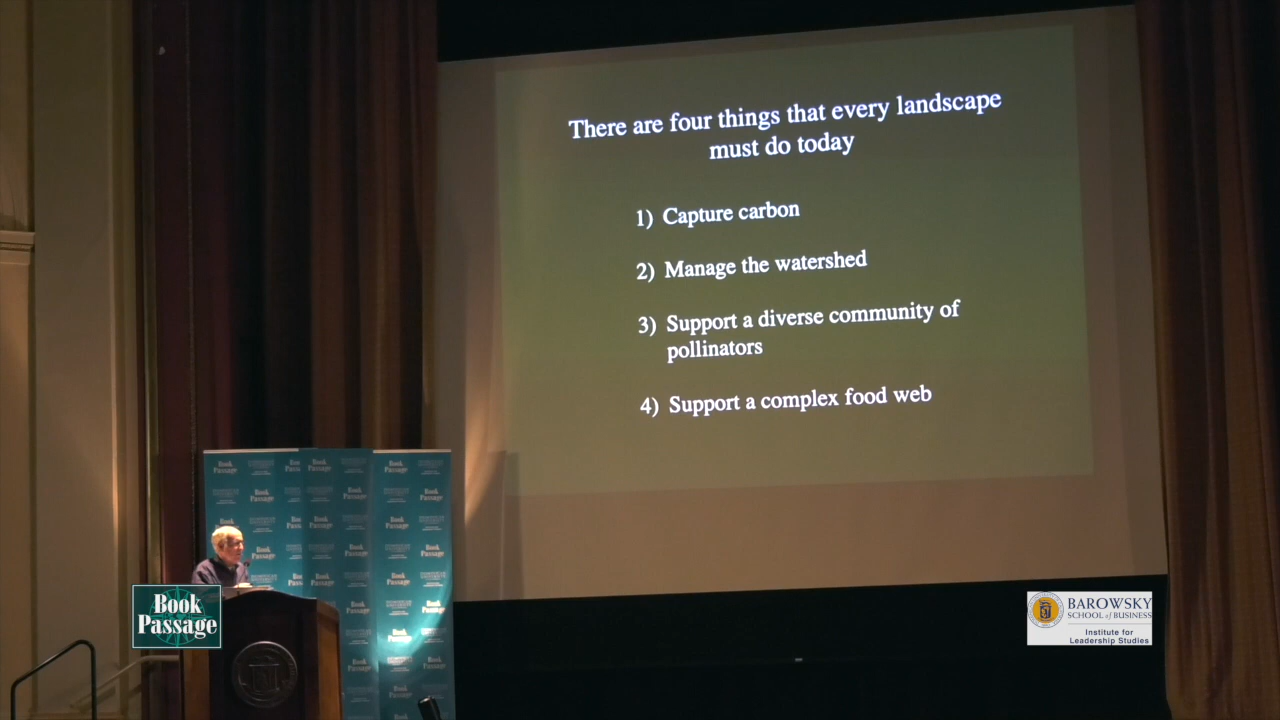 There are four things that every landscape
must do today
1) Capture carbon
2) Manage the watershed
3) Support a diverse community of
pollinators
4) Support a complex food web
Book
Passage
BAROWSKY
SCHOOL of BUSINESS
Institute for
Leadership Studies